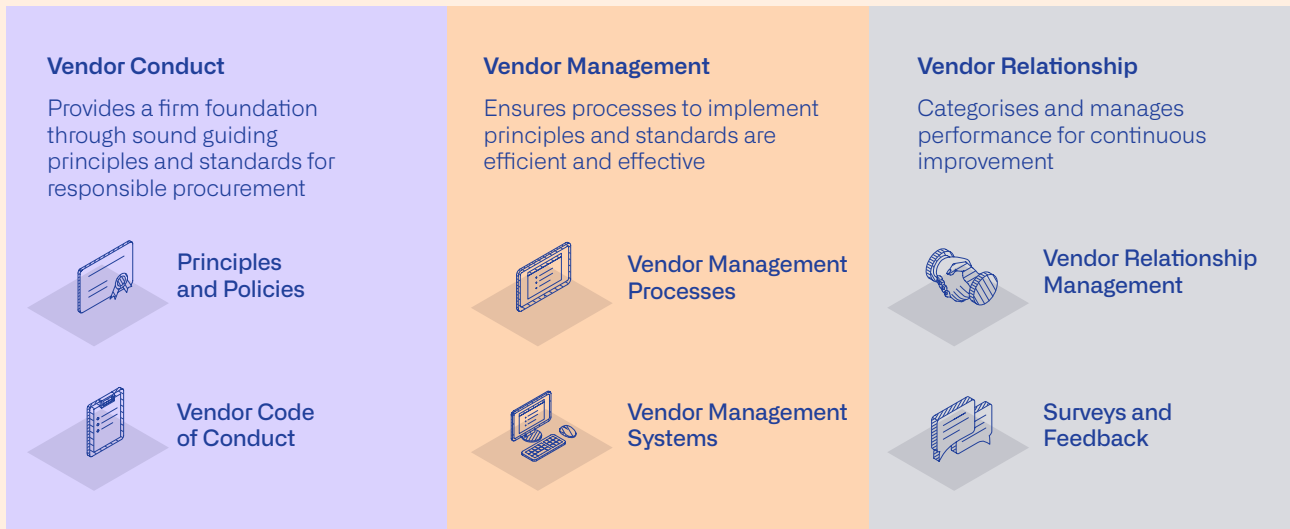 Vendor Conduct
Provides a firm foundation
through sound guiding
principles and standards for
responsible procurement
Principles
and Policies
Vendor Code
of Conduct
Vendor Management
Ensures processes to implement
principles and standards are
efficient and effective
Vendor Management
Processes
Vendor Management
Systems
Vendor Relationship
Categorises and manages
performance for continuous
improvement
Vendor Relationship
Management
Surveys and
Feedback